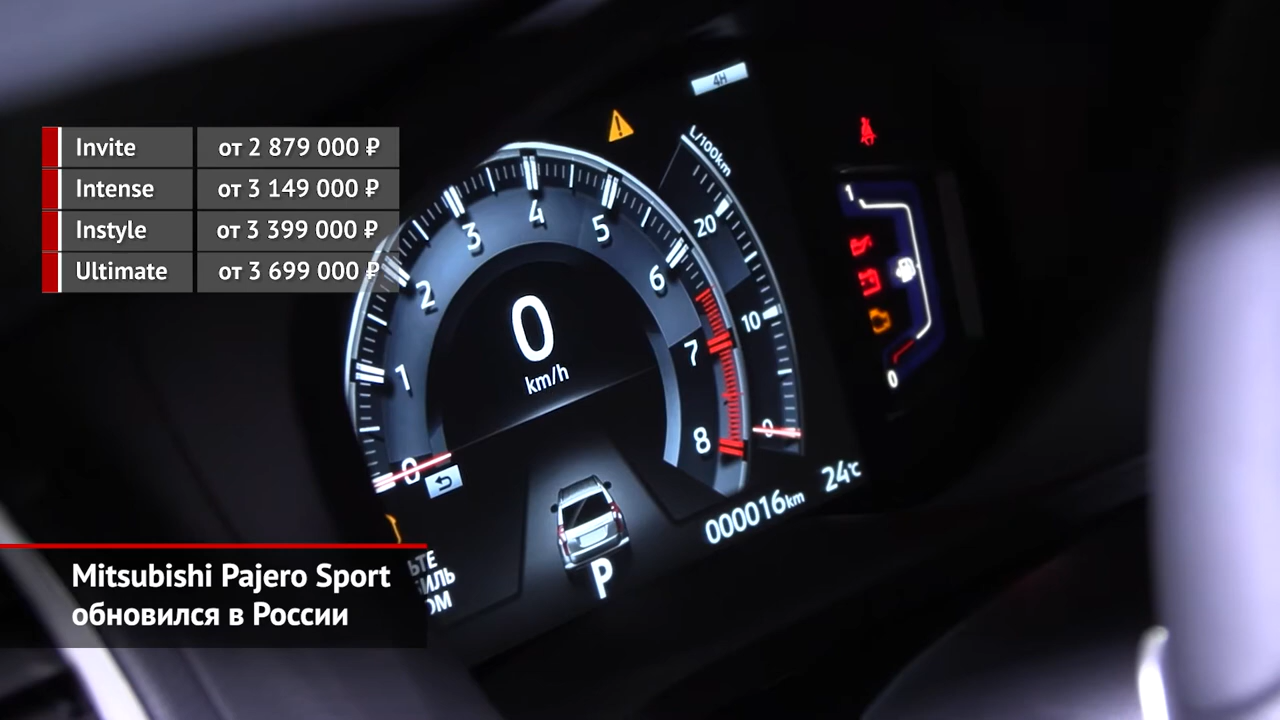 Invite от 2 879 000 ₽
Intense от 3 149 000 ₽
Instyle от 3 399 000 ₽
Ultimate от 3 699 000 ₽
4H
L/100km
0 1 2 3 4 5 6 7 8
20
10
0
1
0
0
km/h
000016 km
24℃
P
Mitsubishi Pajero Sport
обновился в России